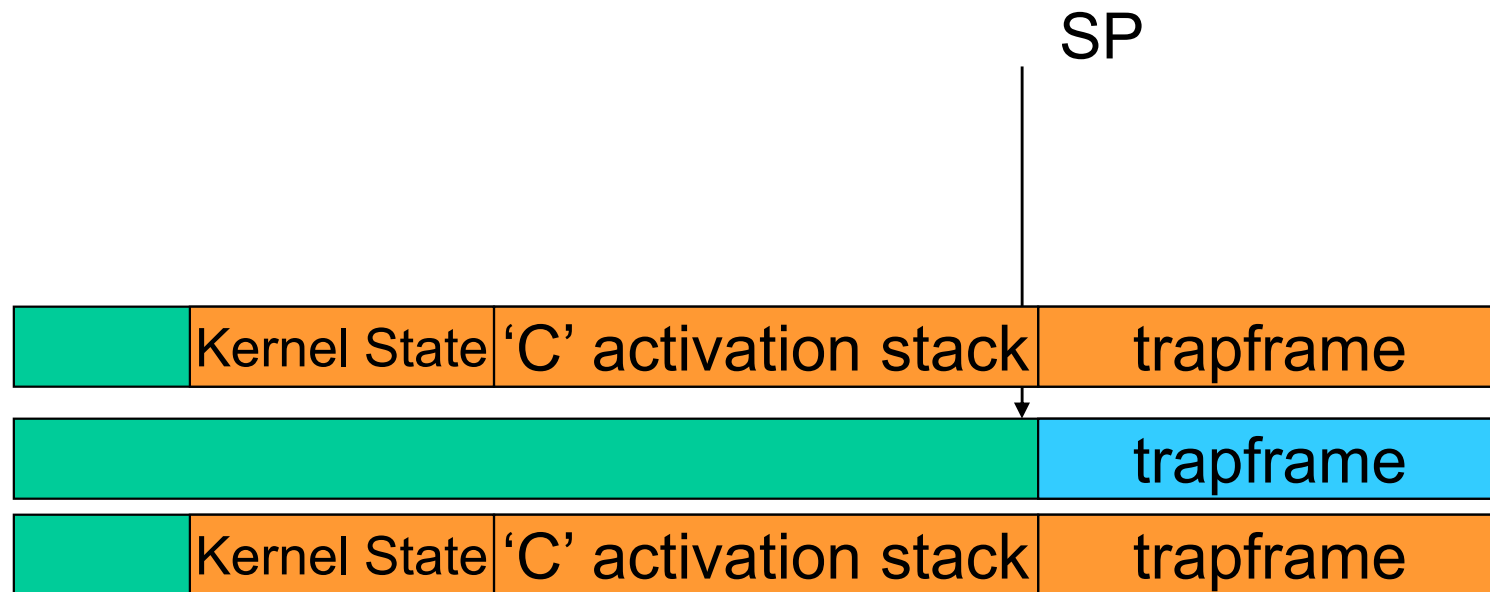 SP
Kernel State ‘C’ activation stack trapframe
trapframe
Kernel State ‘C’ activation stack trapframe